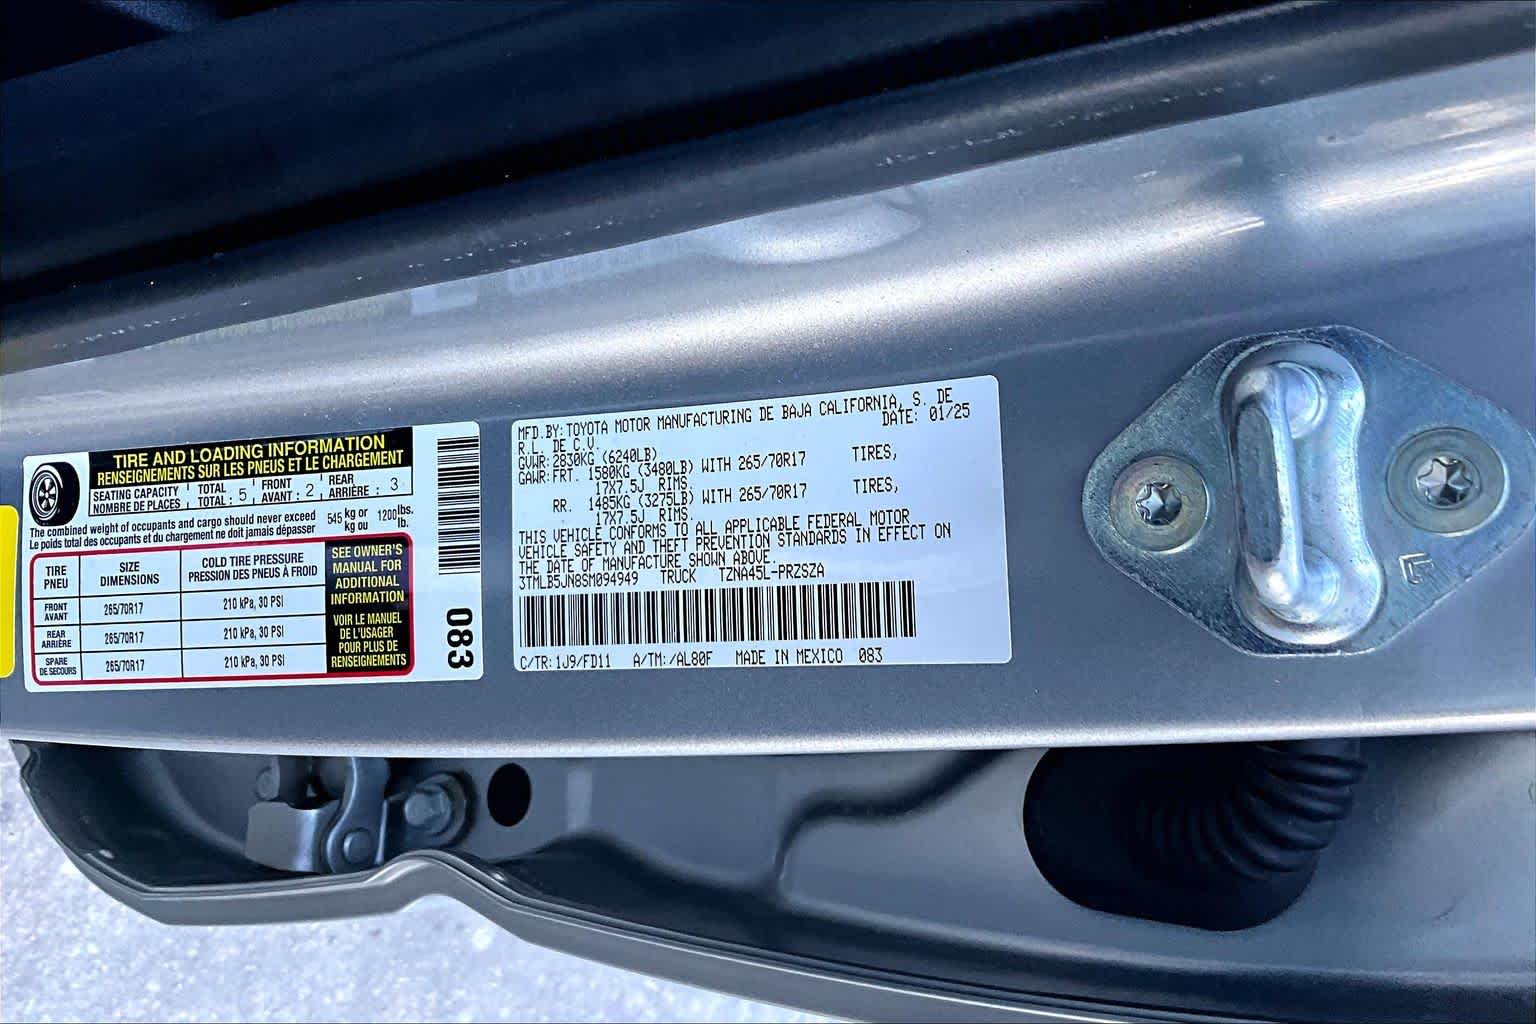 TIRE AND LOADING INFORMATION
RENSEIGNEMENTS SUR LES PNEUS ET LE CHARGEMENT
SEATING CAPACITY TOTAL FRONT REAR
NOMBRE DE PLACES TOTAL : 5 AVANT : 2 ARRIÈRE : 3
The combined weight of occupants and cargo should never exceed 545 kg or 1200 lbs.
Le poids total des occupants et du chargement ne doit jamais dépasser kg ou lb.
TIRE SIZE COLD TIRE PRESSURE
PNEU DIMENSIONS PRESSION DES PNEUS À FROID
FRONT
AVANT 265/70R17 210 kPa, 30 PSI
REAR
ARRIÈRE 265/70R17 210 kPa, 30 PSI
SPARE
DE SECOURS 265/70R17 210 kPa, 30 PSI
SEE OWNER'S
MANUAL FOR
ADDITIONAL
INFORMATION
VOIR LE MANUEL
DE L'USAGER
POUR PLUS DE
RENSEIGNEMENTS
083
MFD.BY:TOYOTA MOTOR MANUFACTURING DE BAJA CALIFORNIA, S. DE
R.L. DE C.V. DATE: 01/25
GVWR:2830KG (6240LB)
GAWR:FRT. 1580KG (3480LB) WITH 265/70R17 TIRES,
17X7.5J RIMS.
RR. 1485KG (3275LB) WITH 265/70R17 TIRES,
17X7.5J RIMS.
THIS VEHICLE CONFORMS TO ALL APPLICABLE FEDERAL MOTOR
VEHICLE SAFETY AND THEFT PREVENTION STANDARDS IN EFFECT ON
THE DATE OF MANUFACTURE SHOWN ABOVE.
3TMLB5JN8SM094949 TRUCK TZNA45L-PRZSZA
C/TR:1J9/FD11 A/TM:/AL80F MADE IN MEXICO 083